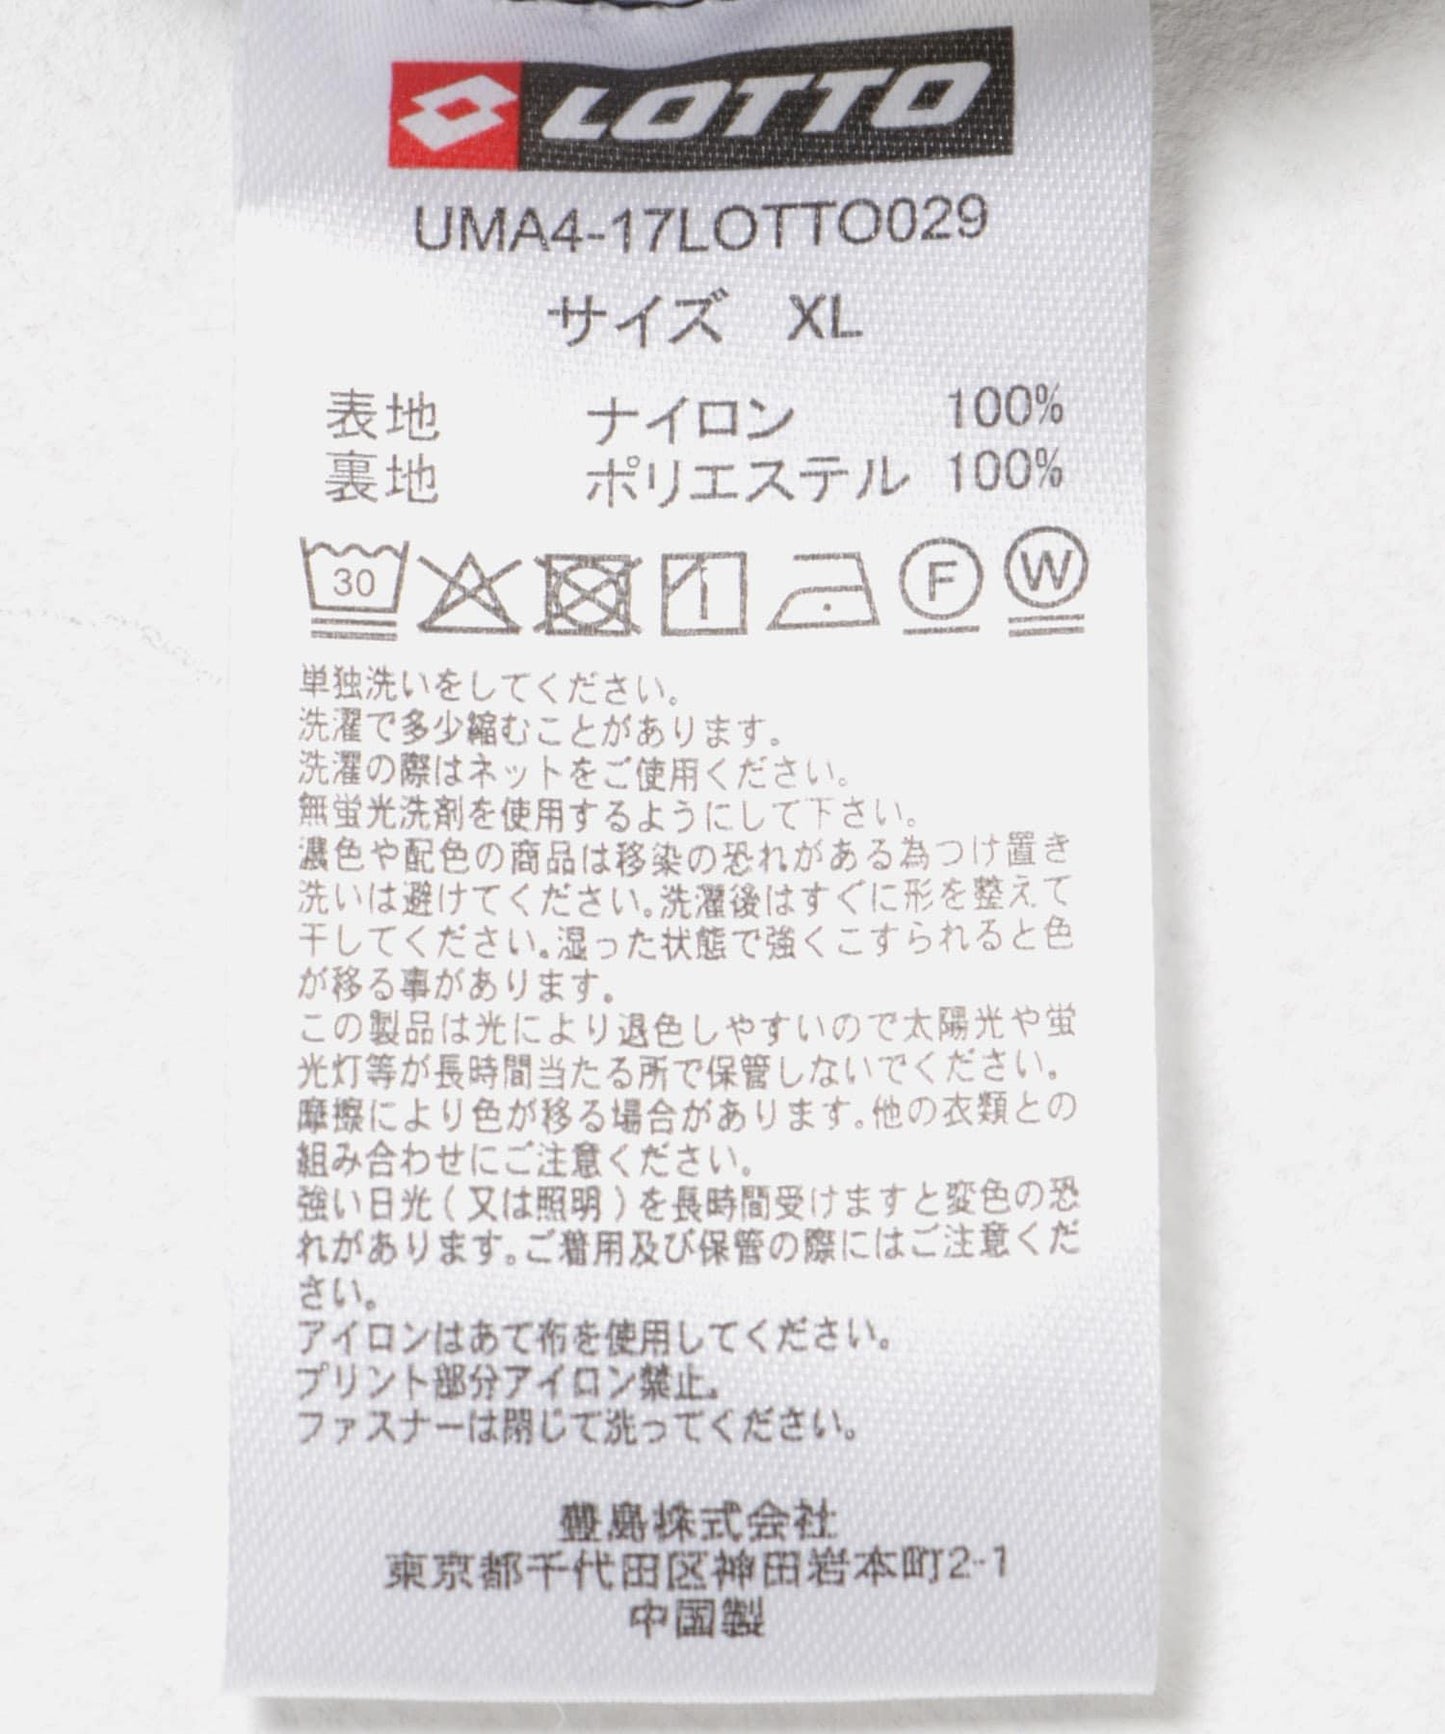 LOTTO
UMA4-17LOTTO029
サイズ XL
表地 ナイロン 100%
裏地 ポリエステル 100%
30 F W
単独洗いをしてください。
洗濯で多少縮むことがあります。
洗濯の際はネットをご使用ください。
無蛍光洗剤を使用するようにして下さい。
濃色や配色の商品は移染の恐れがある為つけ置き
洗いは避けてください。洗濯後はすぐに形を整えて
干してください。湿った状態で強くこすられると色
が移る事があります。
この製品は光により退色しやすいので太陽光や蛍
光灯等が長時間当たる所で保管しないでください。
摩擦により色が移る場合があります。他の衣類との
組み合わせにご注意ください。
強い日光(又は照明)を長時間受けますと変色の恐
れがあります。ご着用及び保管の際にはご注意くだ
さい。
アイロンはあて布を使用してください。
プリント部分アイロン禁止。
ファスナーは閉じて洗ってください。
豊島株式会社
東京都千代田区神田岩本町2-1
中国製